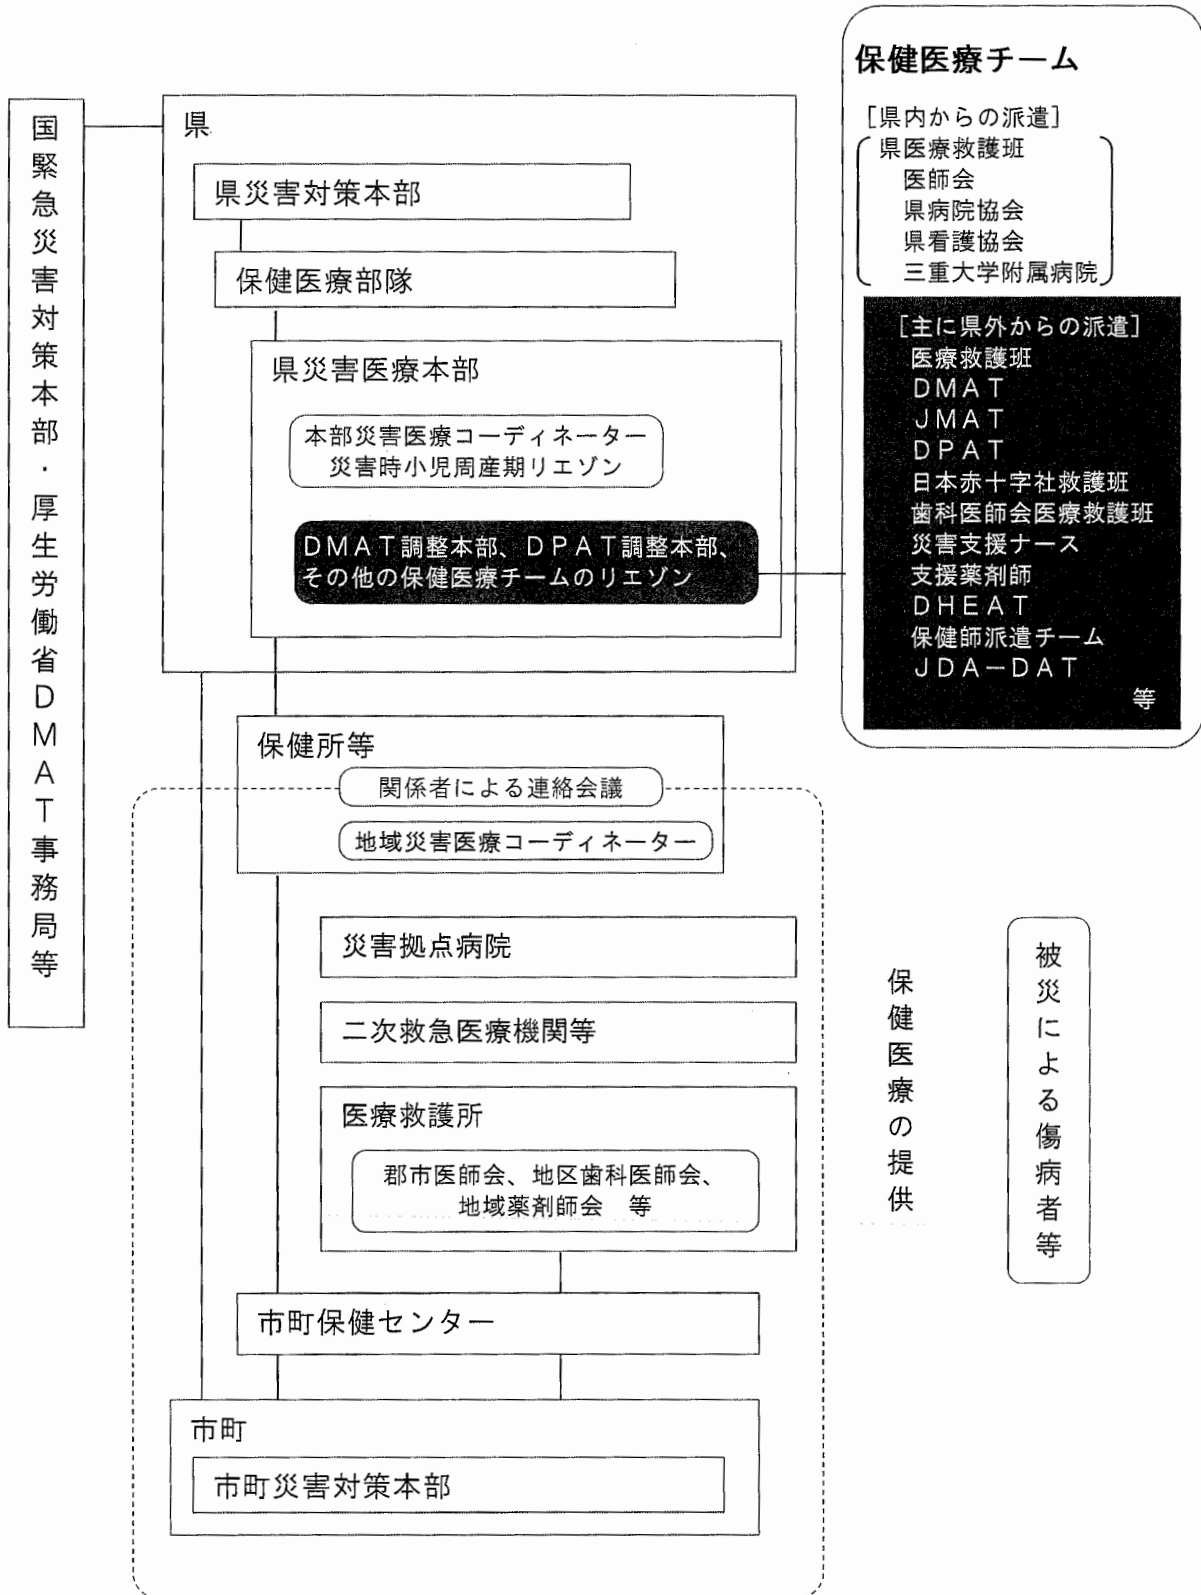 国緊急災害対策本部・厚生労働省DMAT事務局等
県
県災害対策本部
保健医療部隊
県災害医療本部
本部災害医療コーディネーター
災害時小児周産期リエゾン
DMAT調整本部、DPAT調整本部、
その他の保健医療チームのリエゾン
保健医療チーム
［県内からの派遣］
県医療救護班
医師会
県病院協会
県看護協会
三重大学附属病院
［主に県外からの派遣］
医療救護班
DMAT
JMAT
DPAT
日本赤十字社救護班
歯科医師会医療救護班
災害支援ナース
支援薬剤師
DHEAT
保健師派遣チーム
JDA－DAT
等
保健所等
関係者による連絡会議
地域災害医療コーディネーター
災害拠点病院
二次救急医療機関等
医療救護所
郡市医師会、地区歯科医師会、
地域薬剤師会　等
市町保健センター
市町
市町災害対策本部
保健医療の提供
被災による傷病者等